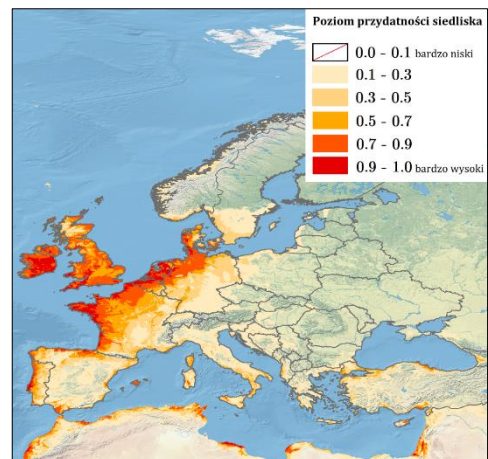 Poziom przydatności siedliska
0.0 - 0.1 bardzo niski
0.1 - 0.3
0.3 - 0.5
0.5 - 0.7
0.7 - 0.9
0.9 - 1.0 bardzo wysoki